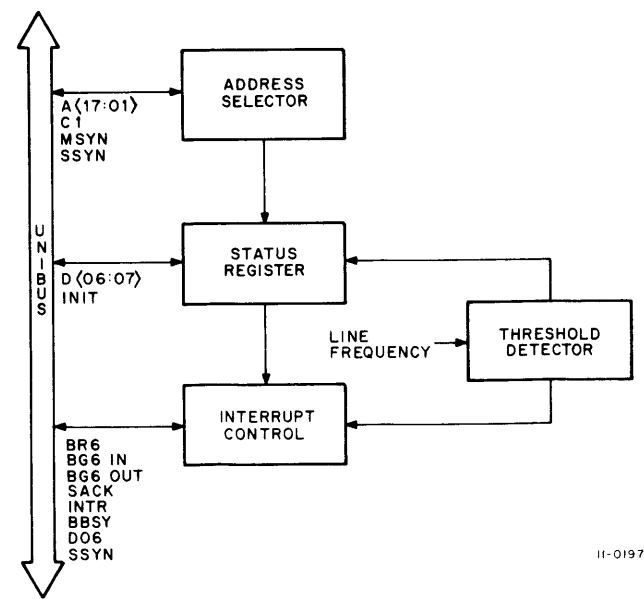 UNIBUS
ADDRESS
SELECTOR
A⟨17:01⟩
C1
MSYN
SSYN
STATUS
REGISTER
D⟨06:07⟩
INIT
LINE
FREQUENCY
THRESHOLD
DETECTOR
INTERRUPT
CONTROL
BR6
BG6 IN
BG6 OUT
SACK
INTR
BBSY
D06
SSYN
11-0197